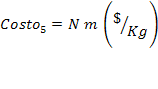 Costo₅ = N m ($/Kg)